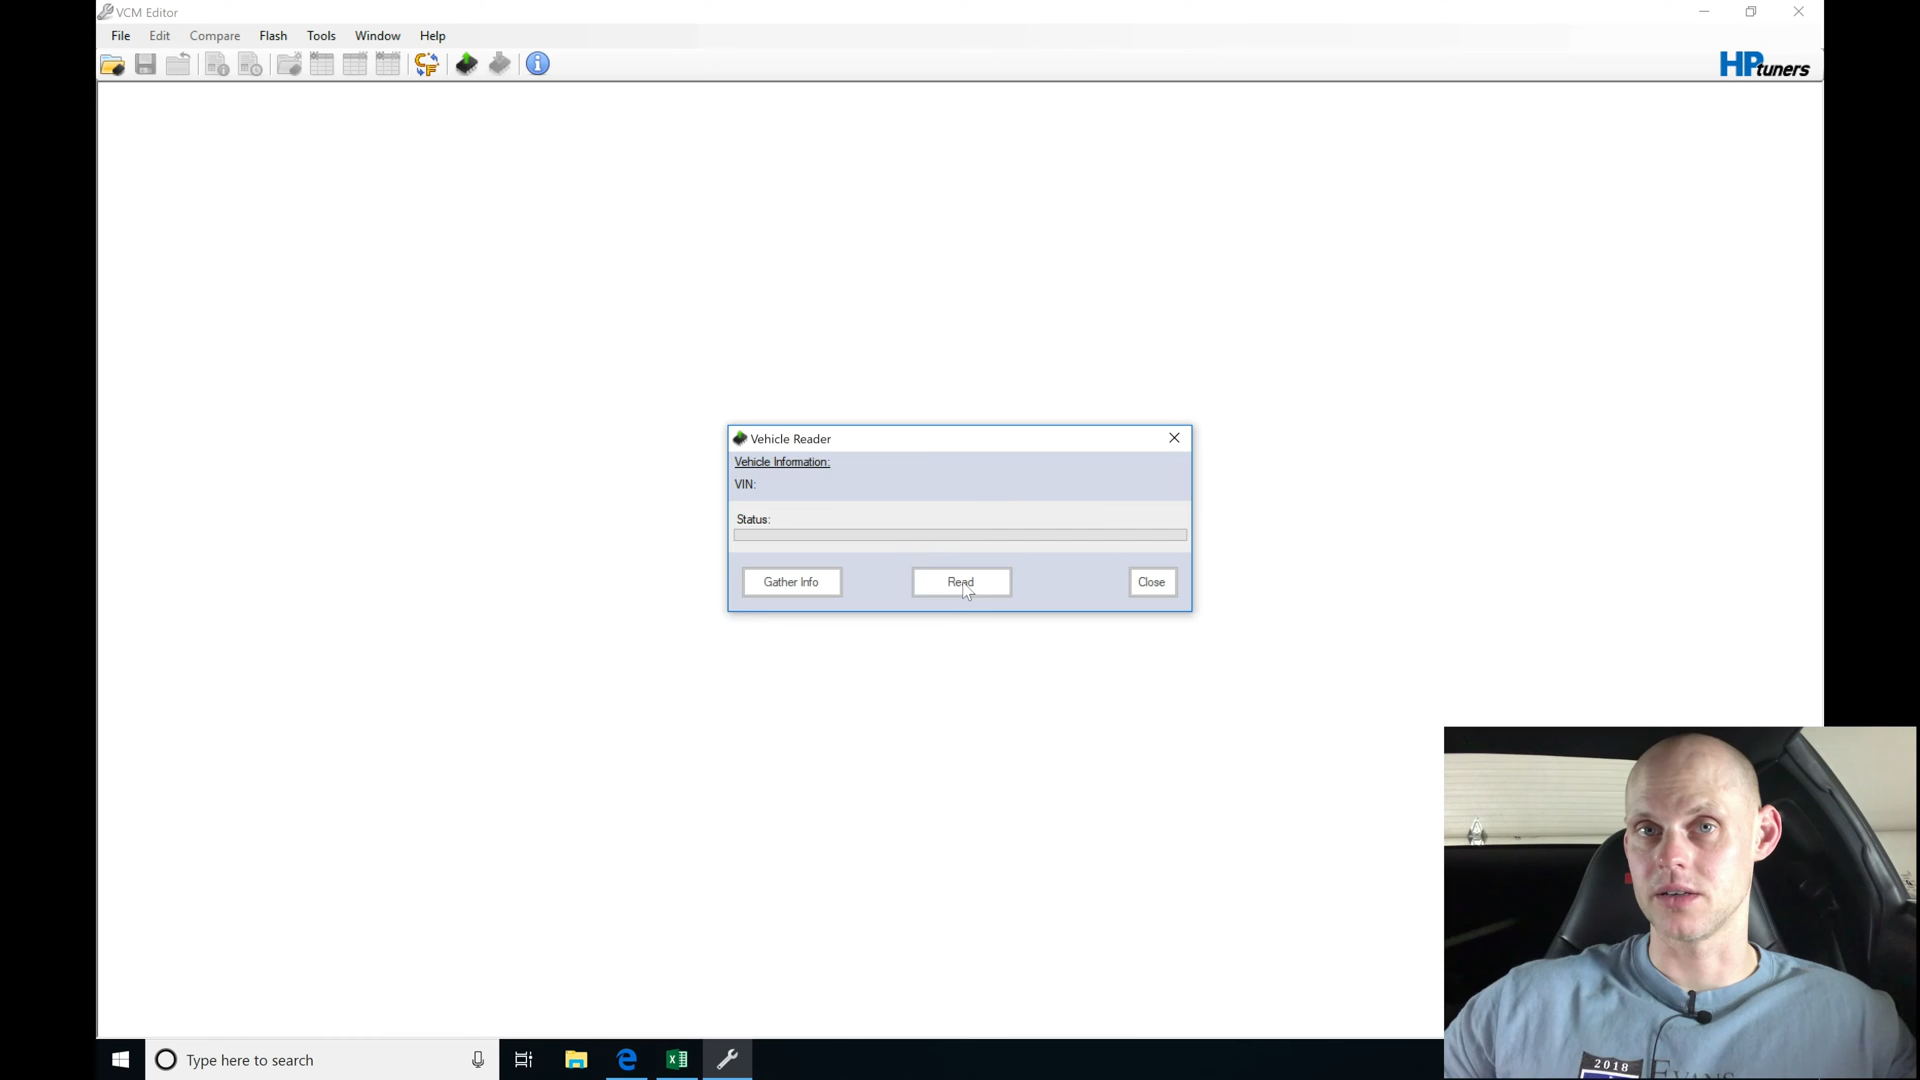 VCM Editor
File Edit Compare Flash Tools Window Help
HPtuners
Vehicle Reader
Vehicle Information:
VIN:
Status:
Gather Info Read Close
Type here to search
2018
EVANS